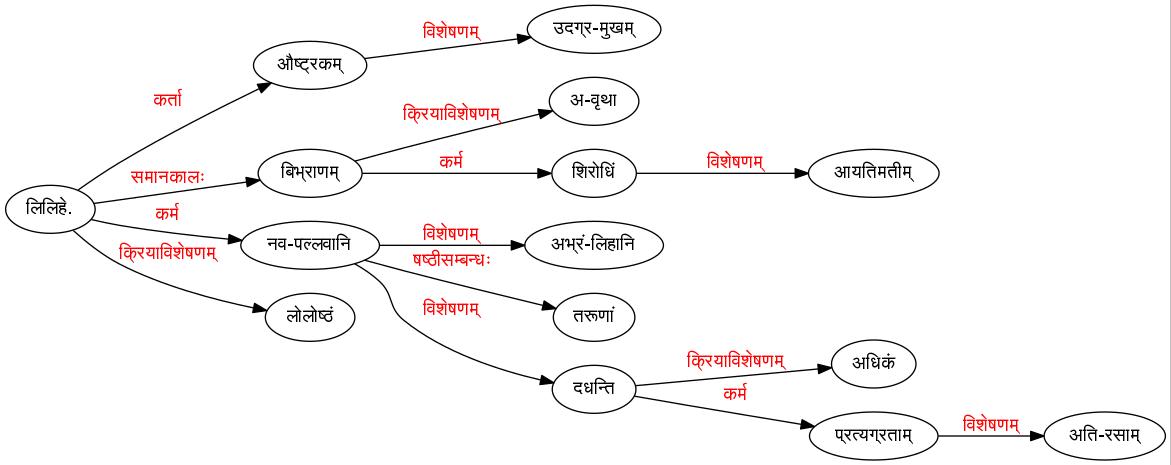 उदग्र-मुखम्
विशेषणम्
औष्ट्रकम्
कर्ता
अ-वृथा
क्रियाविशेषणम्
बिभ्राणम्
कर्म
शिरोधिं
विशेषणम्
आयतिमतीम्
समानकालः
लिलिहे.
कर्म
नव-पल्लवानि
विशेषणम्
अभ्रं-लिहानि
क्रियाविशेषणम्
षष्ठीसम्बन्धः
लोलोष्ठं
विशेषणम्
तरूणां
दधन्ति
क्रियाविशेषणम्
अधिकं
कर्म
प्रत्यग्रताम्
विशेषणम्
अति-रसाम्